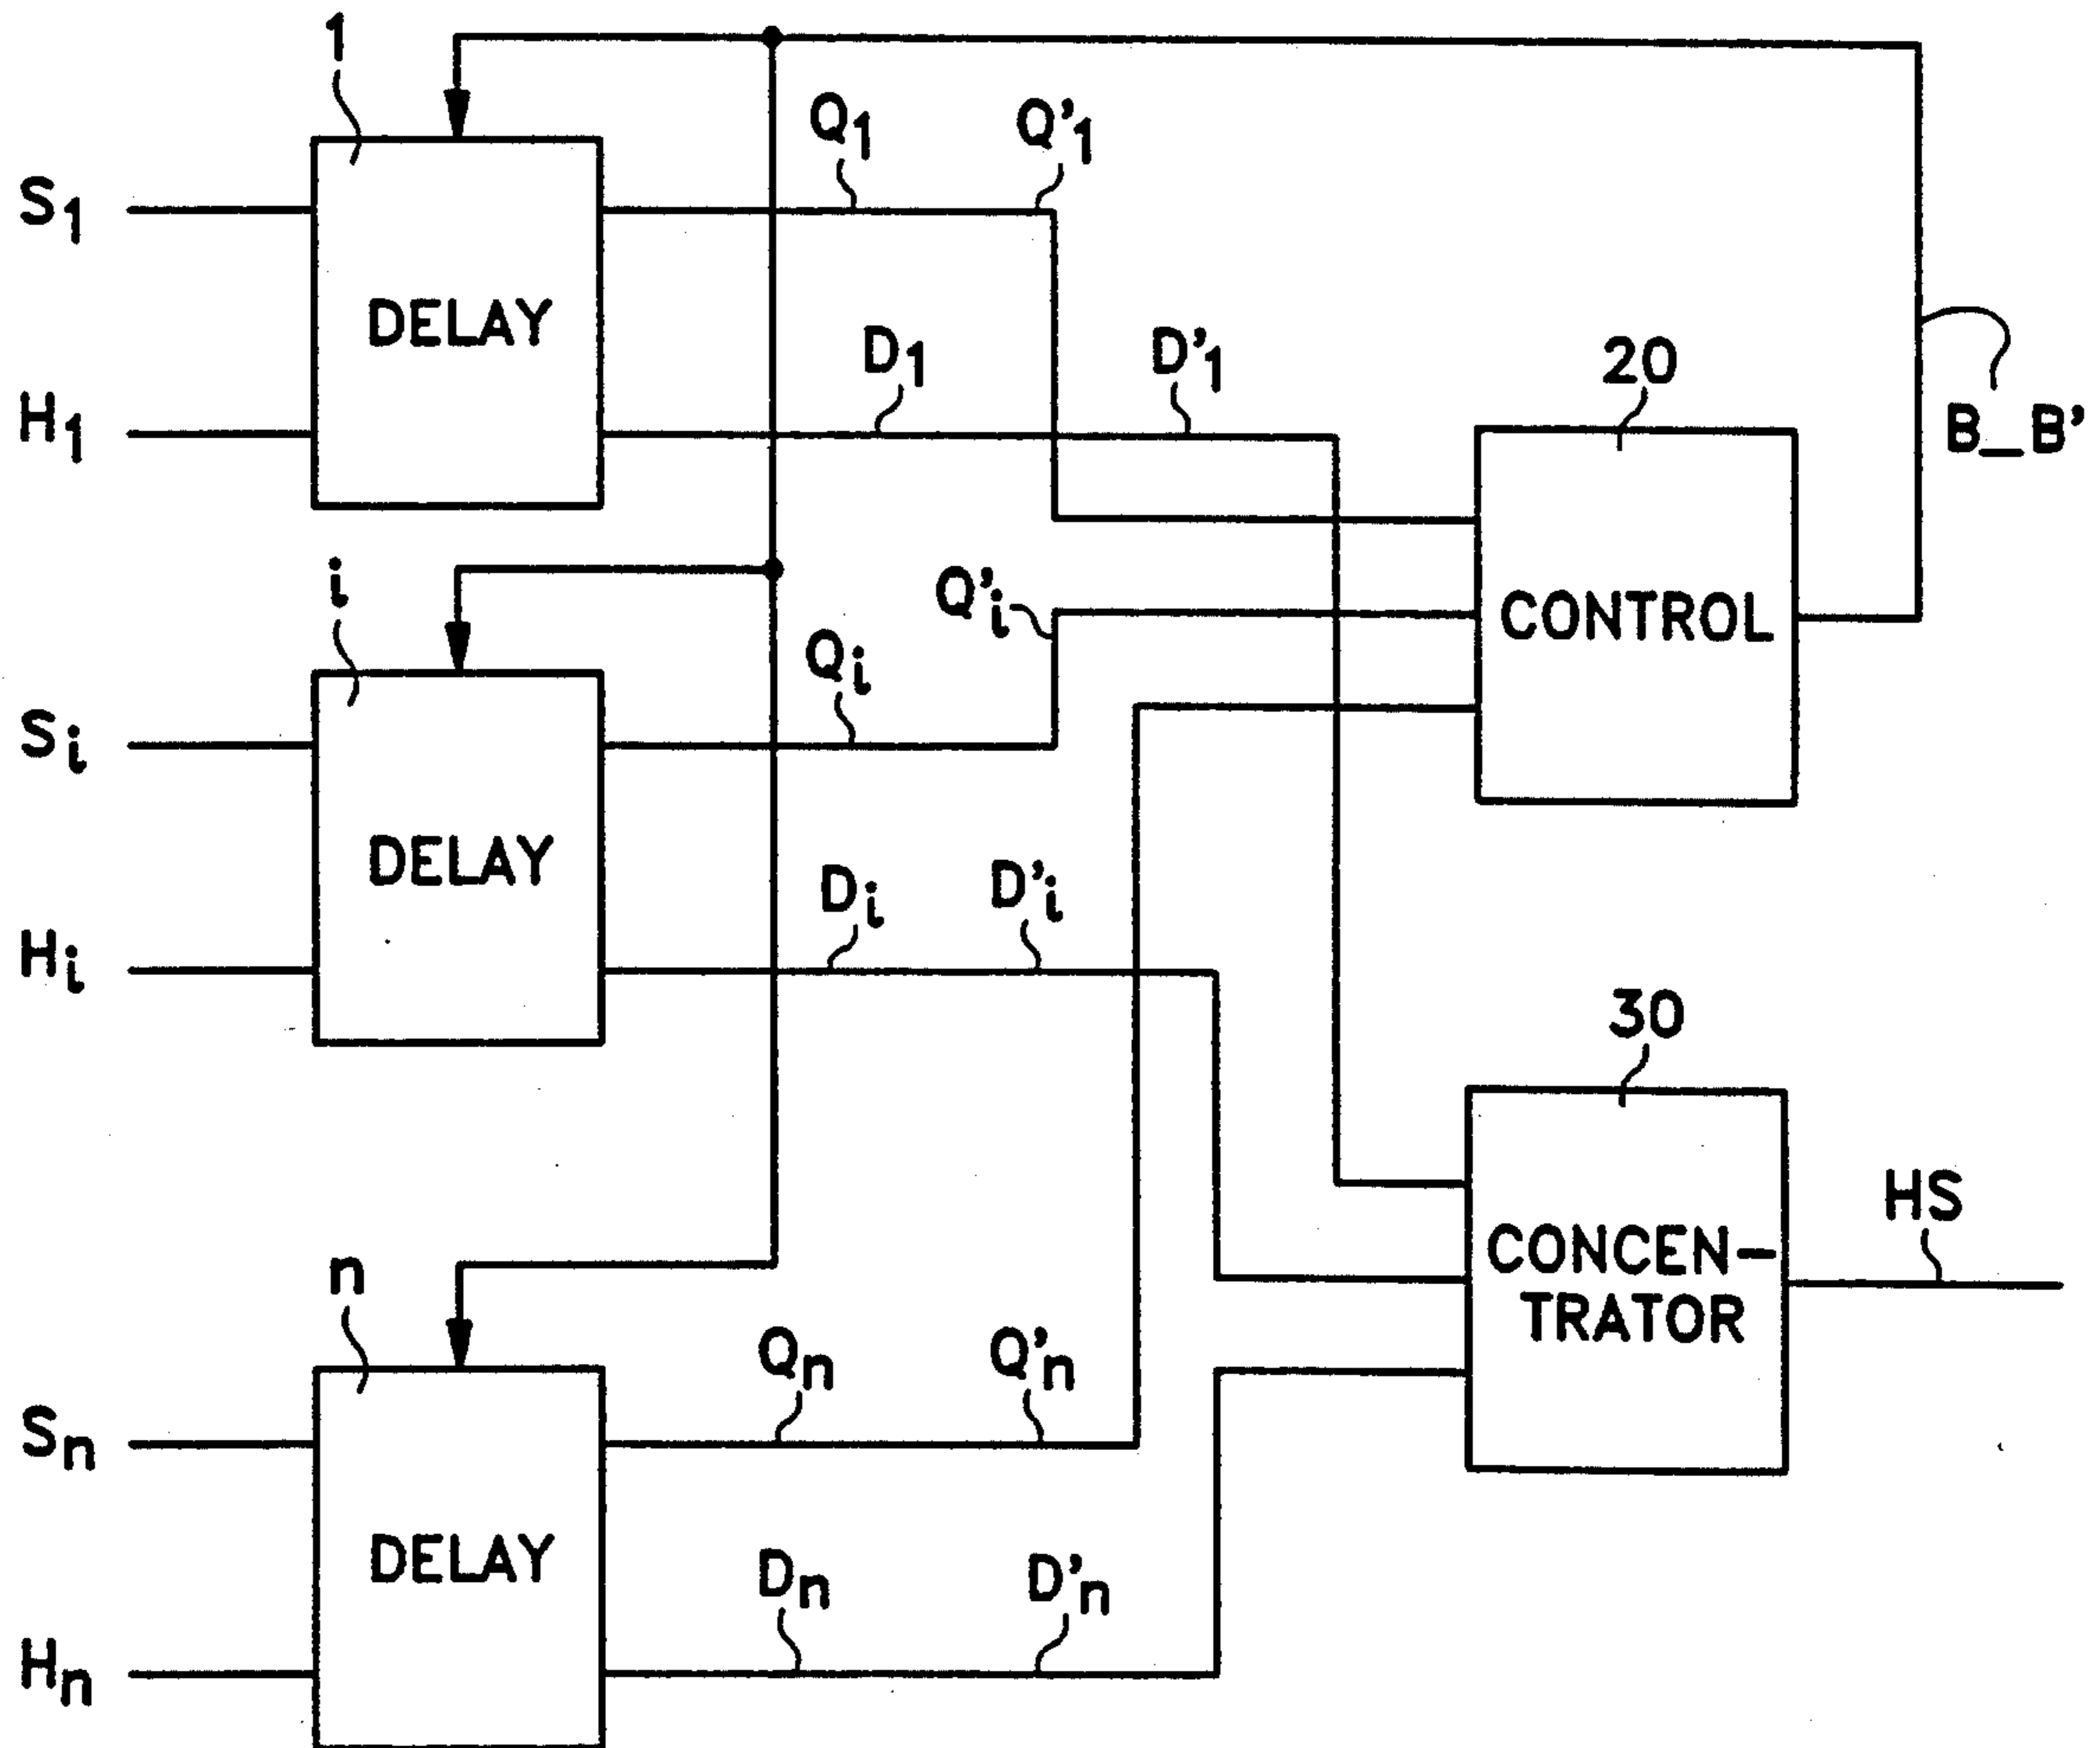 1
Q1
Q'1
S1
DELAY
D1
D'1
20
H1
B_B'
i
Q'i
CONTROL
Qi
Si
DELAY
Di
D'i
Hi
30
HS
CONCEN-
TRATOR
n
Qn
Q'n
Sn
DELAY
Dn
D'n
Hn